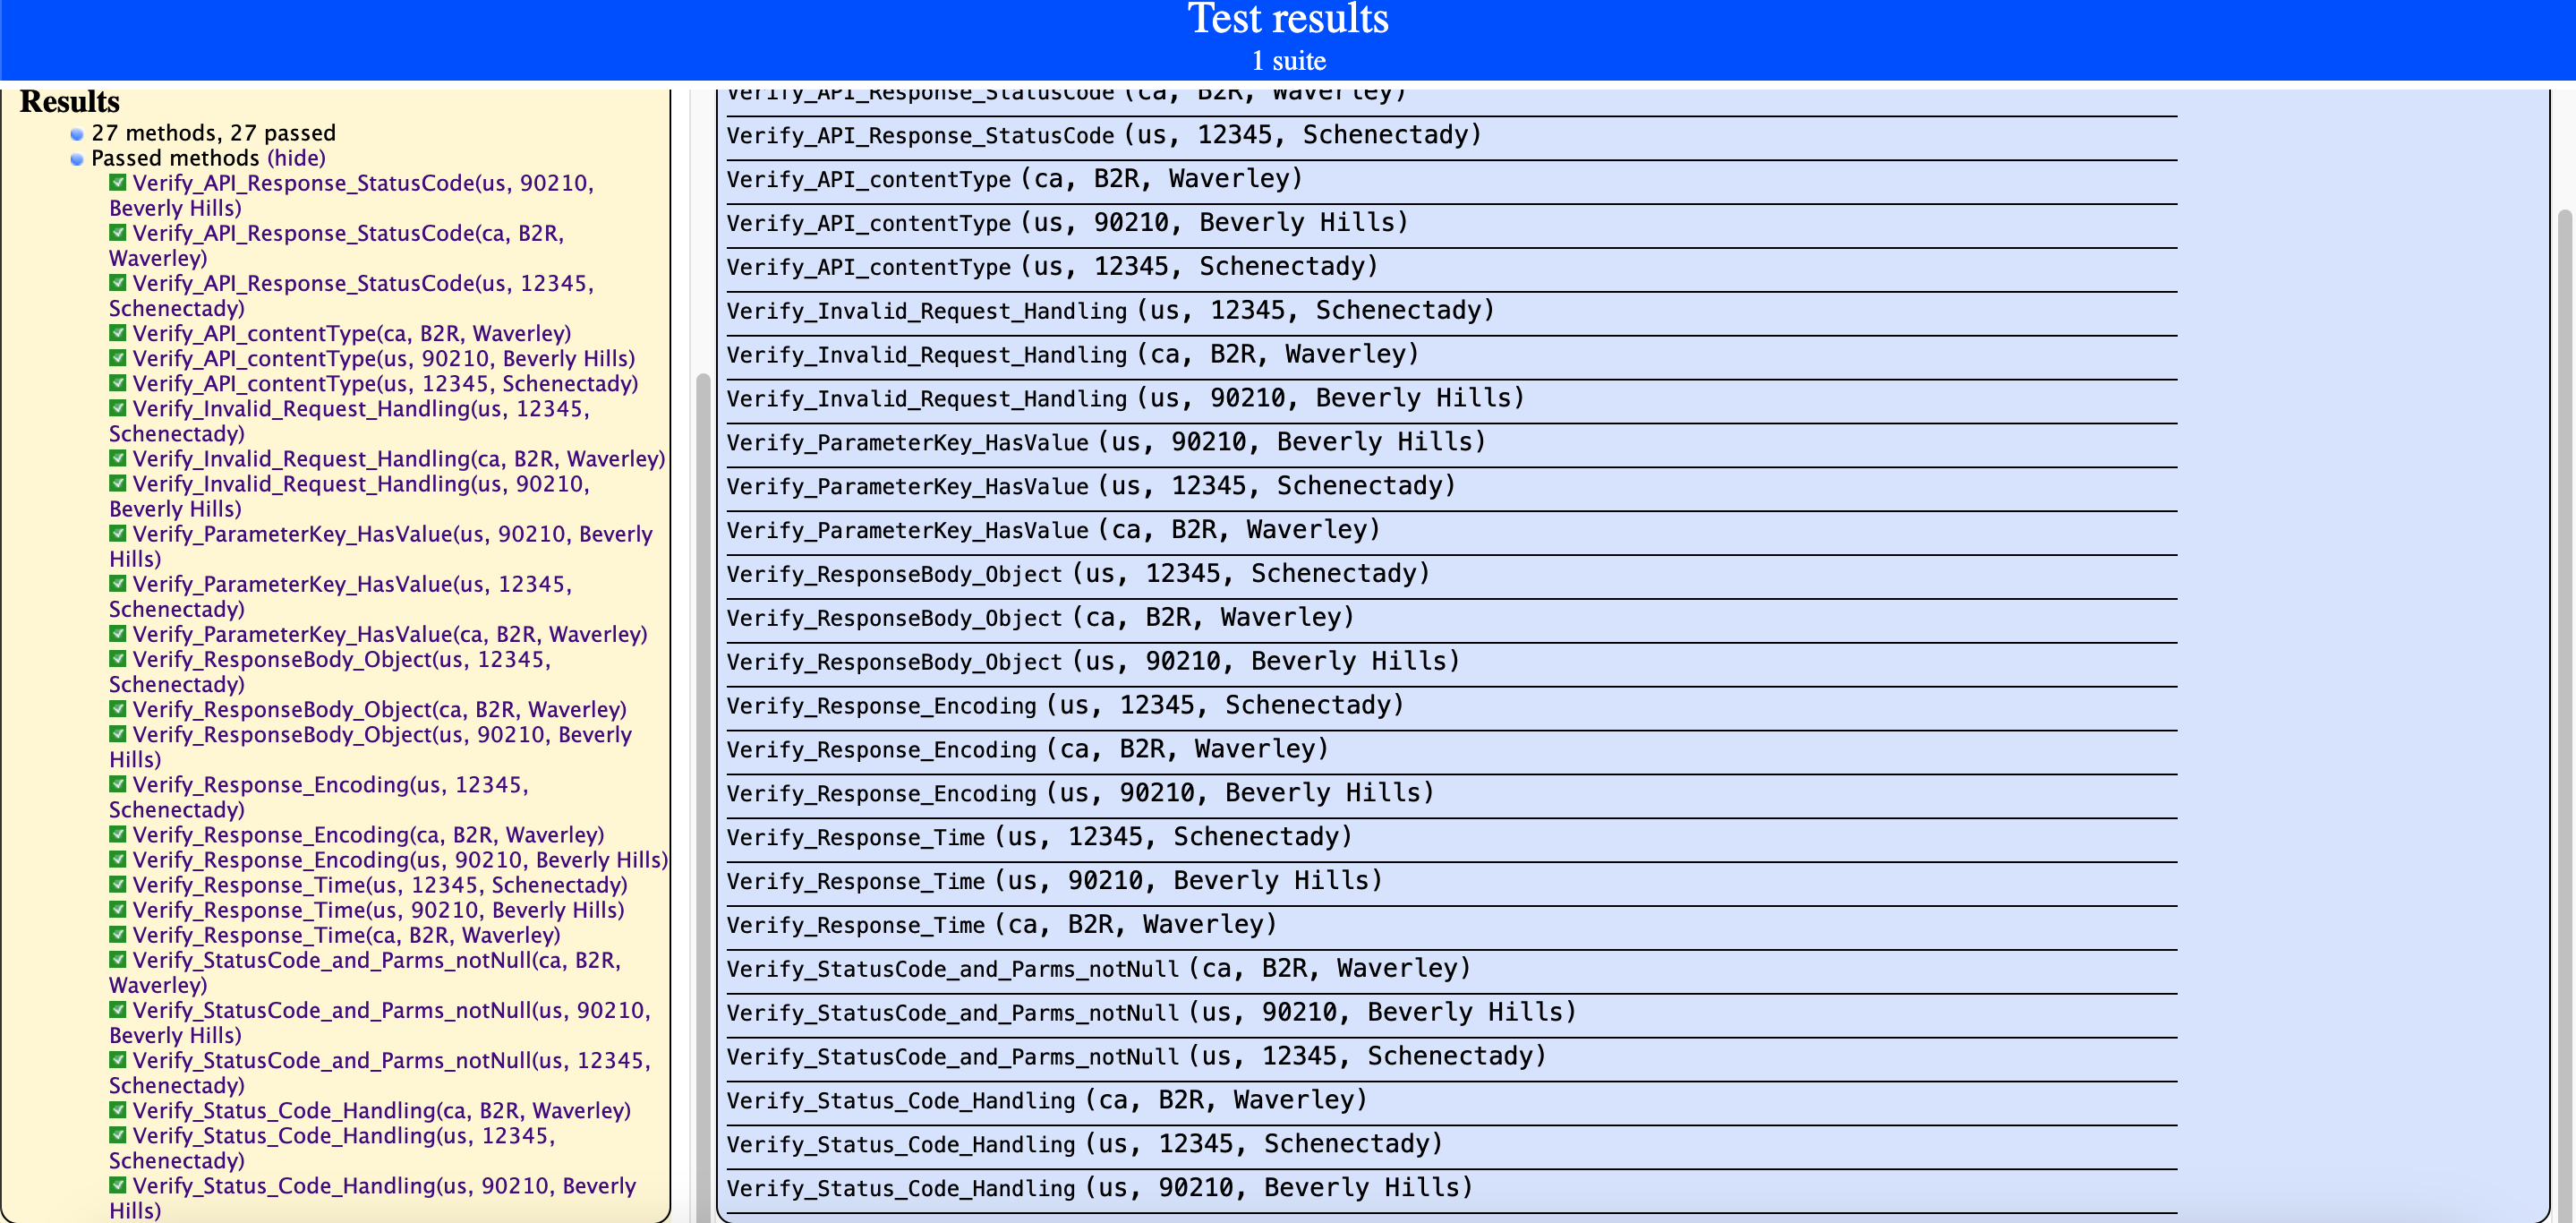 Test results
1 suite
Results
27 methods, 27 passed
Passed methods (hide)
Verify_API_Response_StatusCode(us, 90210,
Beverly Hills)
Verify_API_Response_StatusCode(ca, B2R,
Waverley)
Verify_API_Response_StatusCode(us, 12345,
Schenectady)
Verify_API_contentType(ca, B2R, Waverley)
Verify_API_contentType(us, 90210, Beverly Hills)
Verify_API_contentType(us, 12345, Schenectady)
Verify_Invalid_Request_Handling(us, 12345,
Schenectady)
Verify_Invalid_Request_Handling(ca, B2R, Waverley)
Verify_Invalid_Request_Handling(us, 90210,
Beverly Hills)
Verify_ParameterKey_HasValue(us, 90210, Beverly
Hills)
Verify_ParameterKey_HasValue(us, 12345,
Schenectady)
Verify_ParameterKey_HasValue(ca, B2R, Waverley)
Verify_ResponseBody_Object(us, 12345,
Schenectady)
Verify_ResponseBody_Object(ca, B2R, Waverley)
Verify_ResponseBody_Object(us, 90210, Beverly
Hills)
Verify_Response_Encoding(us, 12345,
Schenectady)
Verify_Response_Encoding(ca, B2R, Waverley)
Verify_Response_Encoding(us, 90210, Beverly Hills)
Verify_Response_Time(us, 12345, Schenectady)
Verify_Response_Time(us, 90210, Beverly Hills)
Verify_Response_Time(ca, B2R, Waverley)
Verify_StatusCode_and_Parms_notNull(ca, B2R,
Waverley)
Verify_StatusCode_and_Parms_notNull(us, 90210,
Beverly Hills)
Verify_StatusCode_and_Parms_notNull(us, 12345,
Schenectady)
Verify_Status_Code_Handling(ca, B2R, Waverley)
Verify_Status_Code_Handling(us, 12345,
Schenectady)
Verify_Status_Code_Handling(us, 90210, Beverly
Hills)
Verify_API_Response_StatusCode (ca, B2R, Waverley)
Verify_API_Response_StatusCode (us, 12345, Schenectady)
Verify_API_contentType (ca, B2R, Waverley)
Verify_API_contentType (us, 90210, Beverly Hills)
Verify_API_contentType (us, 12345, Schenectady)
Verify_Invalid_Request_Handling (us, 12345, Schenectady)
Verify_Invalid_Request_Handling (ca, B2R, Waverley)
Verify_Invalid_Request_Handling (us, 90210, Beverly Hills)
Verify_ParameterKey_HasValue (us, 90210, Beverly Hills)
Verify_ParameterKey_HasValue (us, 12345, Schenectady)
Verify_ParameterKey_HasValue (ca, B2R, Waverley)
Verify_ResponseBody_Object (us, 12345, Schenectady)
Verify_ResponseBody_Object (ca, B2R, Waverley)
Verify_ResponseBody_Object (us, 90210, Beverly Hills)
Verify_Response_Encoding (us, 12345, Schenectady)
Verify_Response_Encoding (ca, B2R, Waverley)
Verify_Response_Encoding (us, 90210, Beverly Hills)
Verify_Response_Time (us, 12345, Schenectady)
Verify_Response_Time (us, 90210, Beverly Hills)
Verify_Response_Time (ca, B2R, Waverley)
Verify_StatusCode_and_Parms_notNull (ca, B2R, Waverley)
Verify_StatusCode_and_Parms_notNull (us, 90210, Beverly Hills)
Verify_StatusCode_and_Parms_notNull (us, 12345, Schenectady)
Verify_Status_Code_Handling (ca, B2R, Waverley)
Verify_Status_Code_Handling (us, 12345, Schenectady)
Verify_Status_Code_Handling (us, 90210, Beverly Hills)